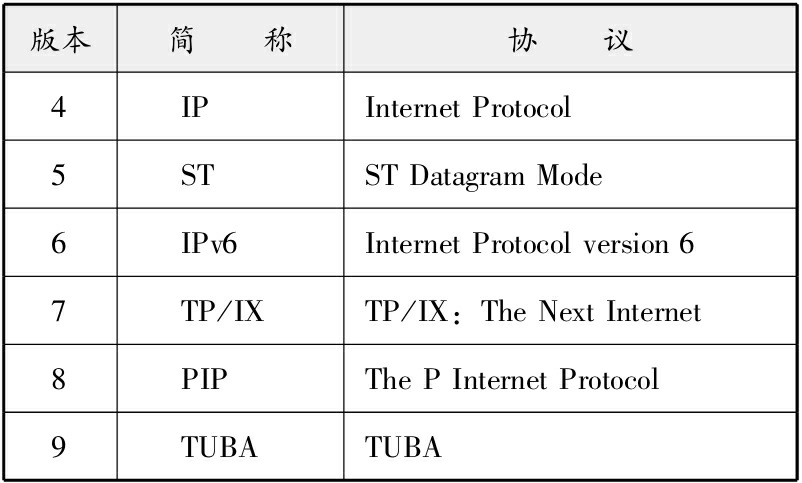 版本 简 称 协 议
4 IP Internet Protocol
5 ST ST Datagram Mode
6 IPv6 Internet Protocol version 6
7 TP/IX TP/IX：The Next Internet
8 PIP The P Internet Protocol
9 TUBA TUBA